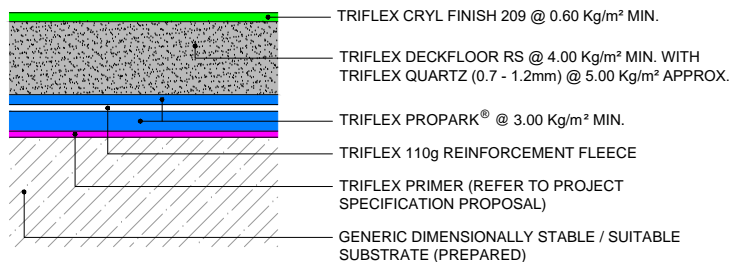 TRIFLEX CRYL FINISH 209 @ 0.60 Kg/m² MIN.
TRIFLEX DECKFLOOR RS @ 4.00 Kg/m² MIN. WITH
TRIFLEX QUARTZ (0.7 - 1.2mm) @ 5.00 Kg/m² APPROX.
TRIFLEX PROPARK® @ 3.00 Kg/m² MIN.
TRIFLEX 110g REINFORCEMENT FLEECE
TRIFLEX PRIMER (REFER TO PROJECT
SPECIFICATION PROPOSAL)
GENERIC DIMENSIONALLY STABLE / SUITABLE
SUBSTRATE (PREPARED)